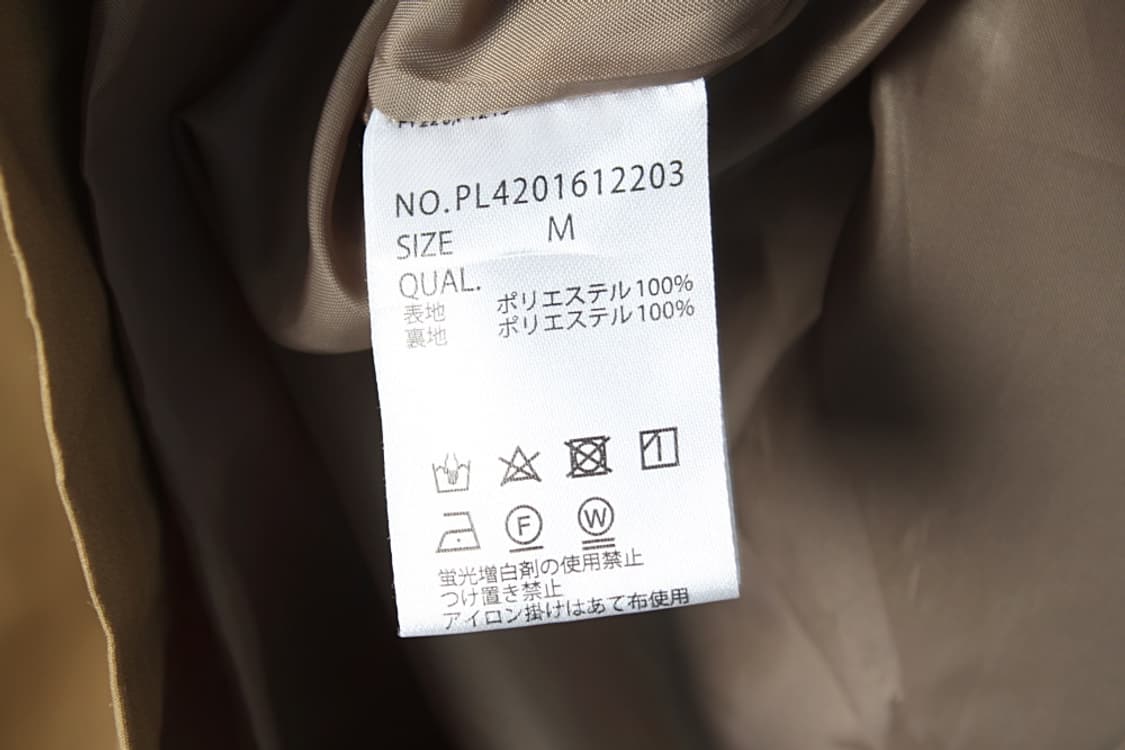 NO.PL4201612203
SIZE M
QUAL.
表地 ポリエステル100%
裏地 ポリエステル100%
F W
蛍光増白剤の使用禁止
つけ置き禁止
アイロン掛けはあて布使用